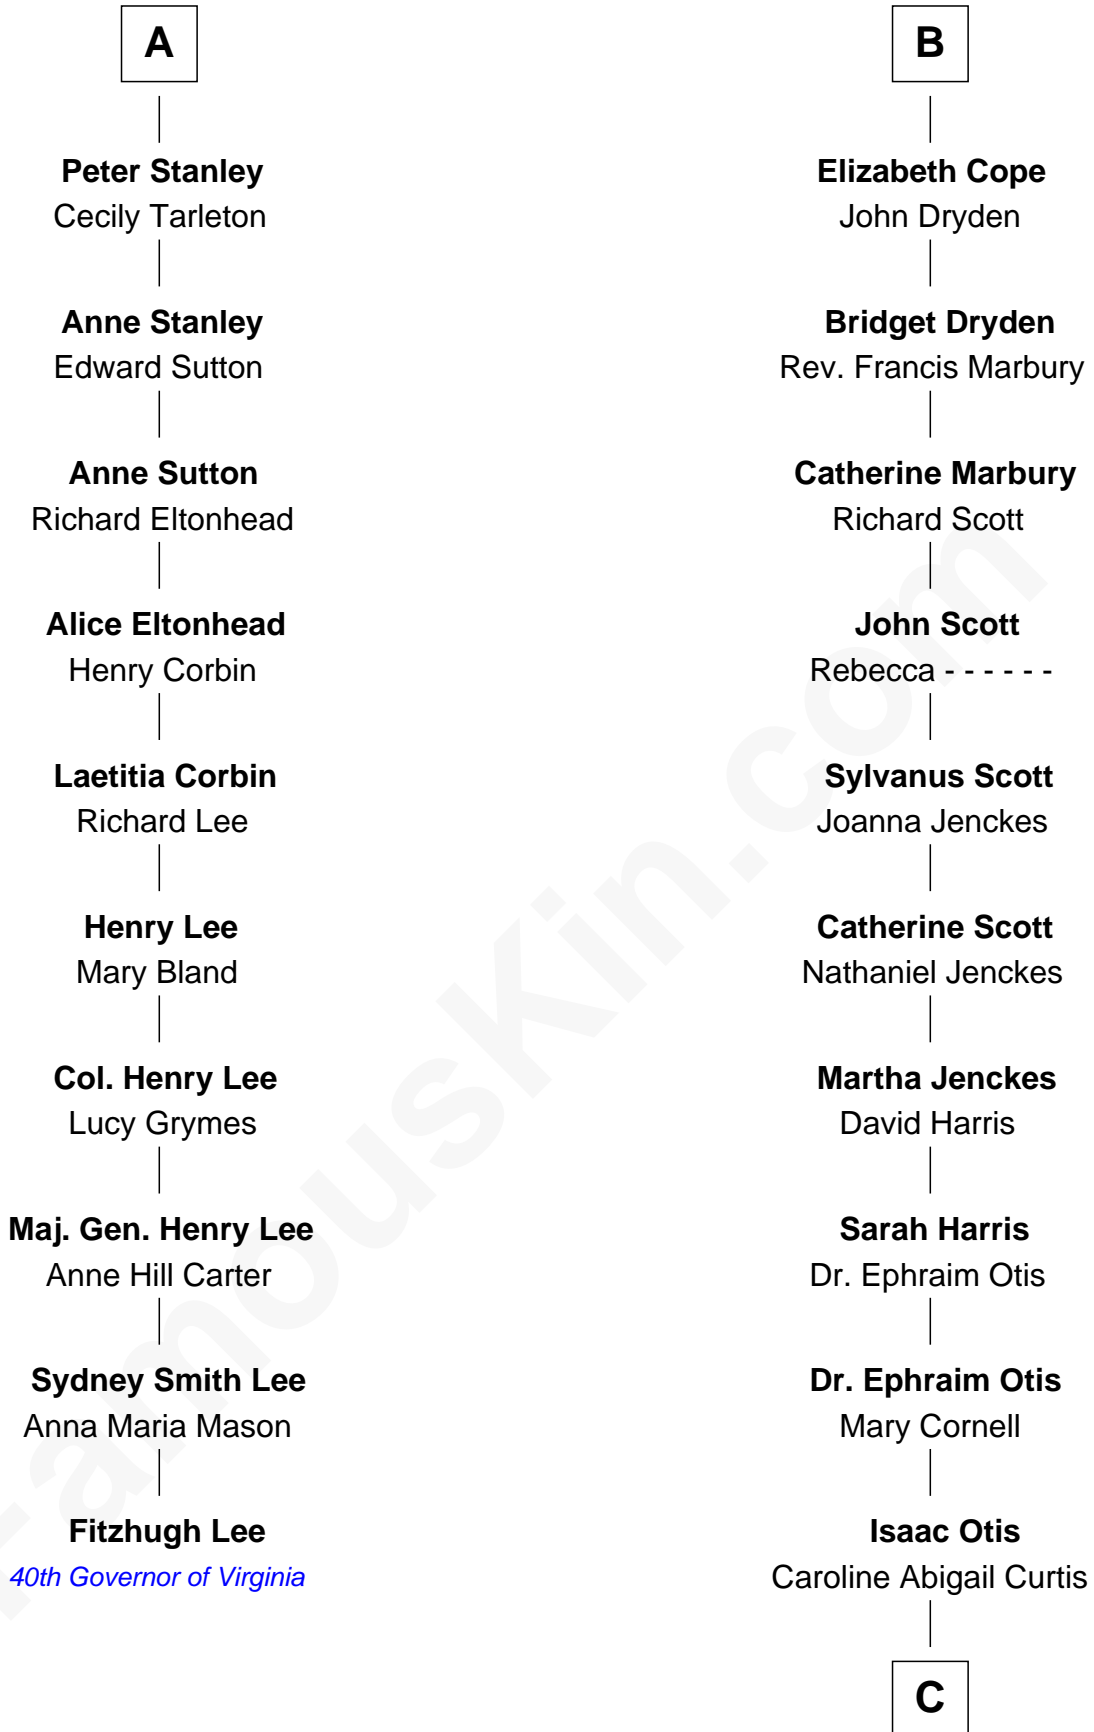 A
Peter Stanley
Cecily Tarleton
Anne Stanley
Edward Sutton
Anne Sutton
Richard Eltonhead
Alice Eltonhead
Henry Corbin
Laetitia Corbin
Richard Lee
Henry Lee
Mary Bland
Col. Henry Lee
Lucy Grymes
Maj. Gen. Henry Lee
Anne Hill Carter
Sydney Smith Lee
Anna Maria Mason
Fitzhugh Lee
40th Governor of Virginia
B
Elizabeth Cope
John Dryden
Bridget Dryden
Rev. Francis Marbury
Catherine Marbury
Richard Scott
John Scott
Rebecca - - - - - -
Sylvanus Scott
Joanna Jenckes
Catherine Scott
Nathaniel Jenckes
Martha Jenckes
David Harris
Sarah Harris
Dr. Ephraim Otis
Dr. Ephraim Otis
Mary Cornell
Isaac Otis
Caroline Abigail Curtis
C
FamousKin.com